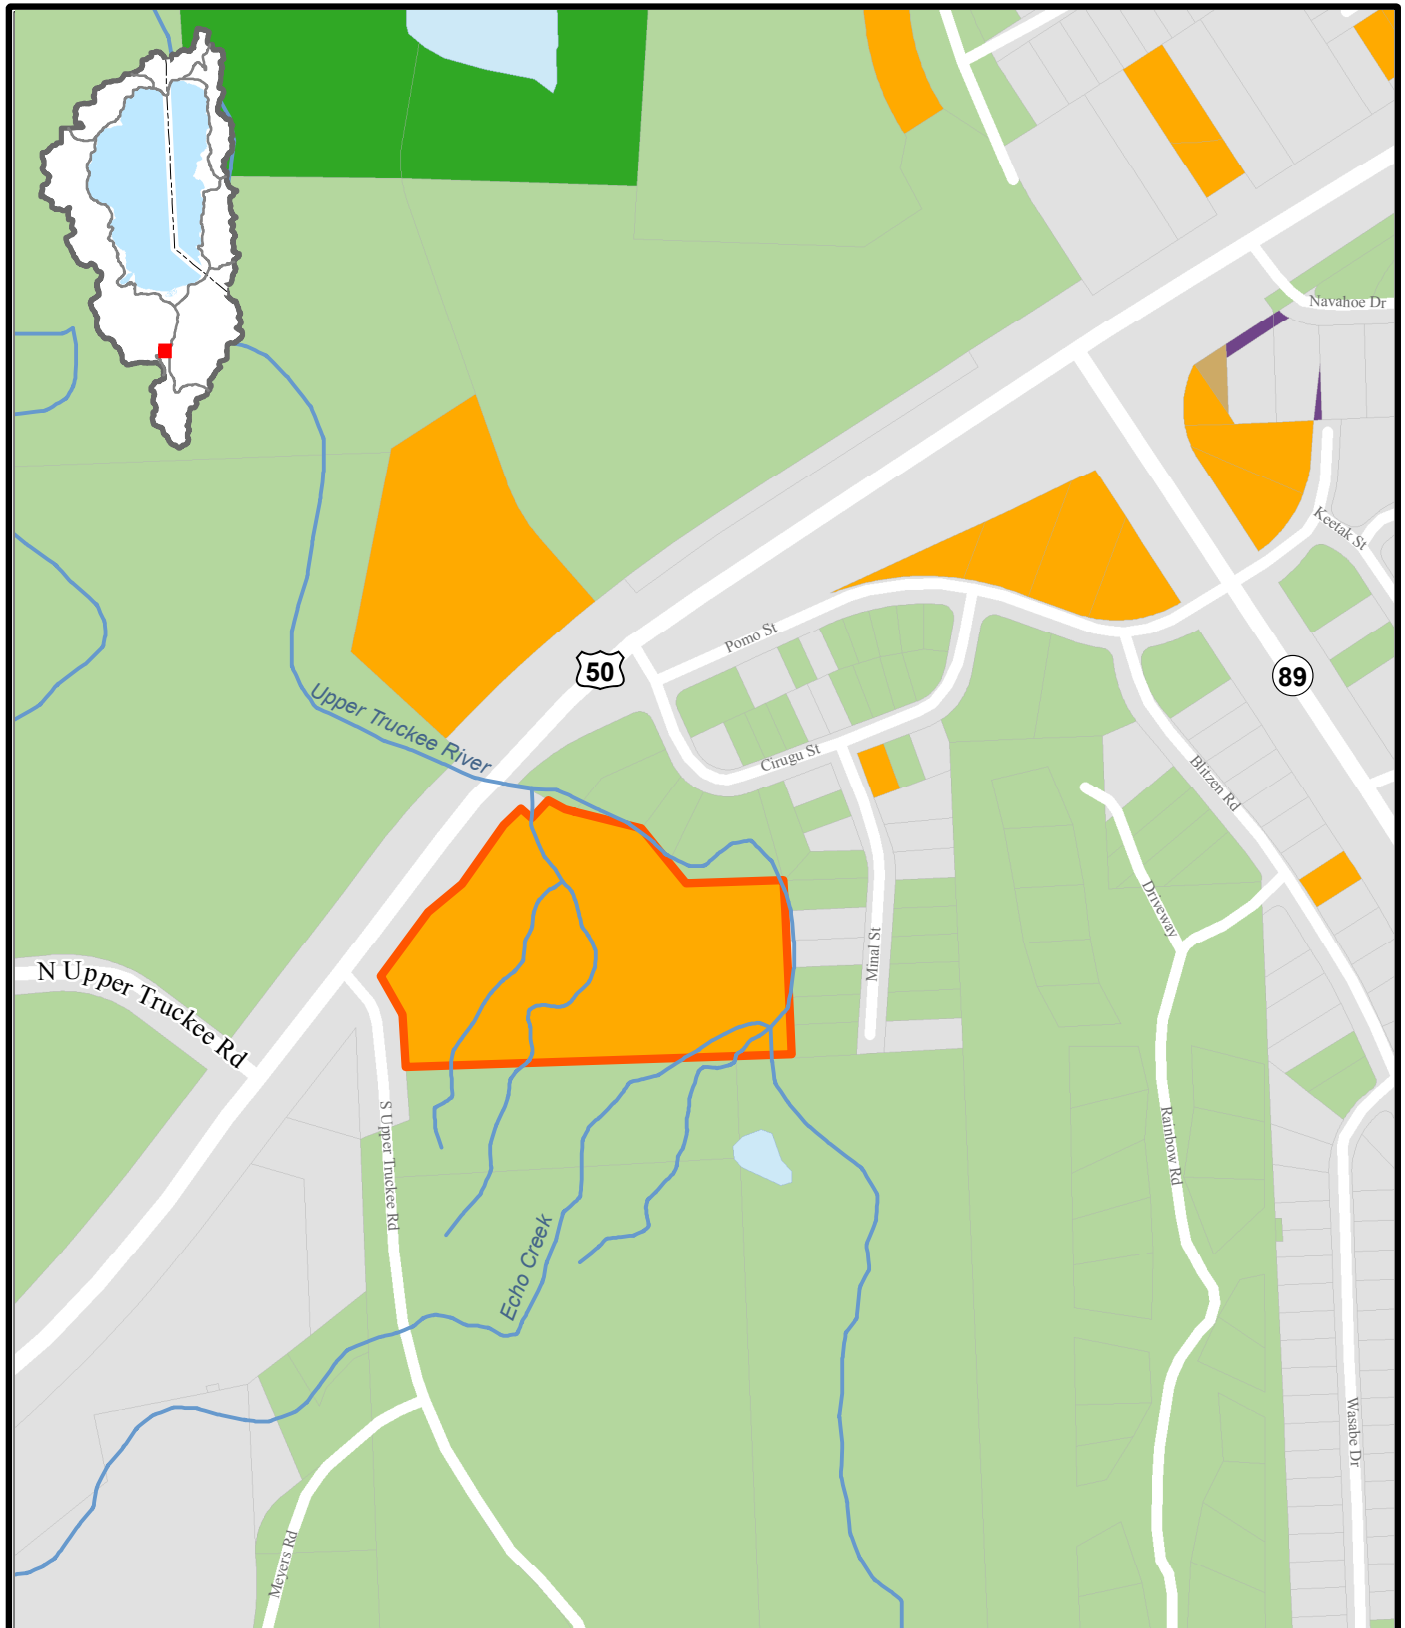 Navahoe Dr
Keetak St
Pomo St
50
89
Upper Truckee River
Cirugu St
Blitzen Rd
Driveway
Minal St
N Upper Truckee Rd
S Upper Truckee Rd
Rainbow Rd
Echo Creek
Wasabe Dr
Meyers Rd